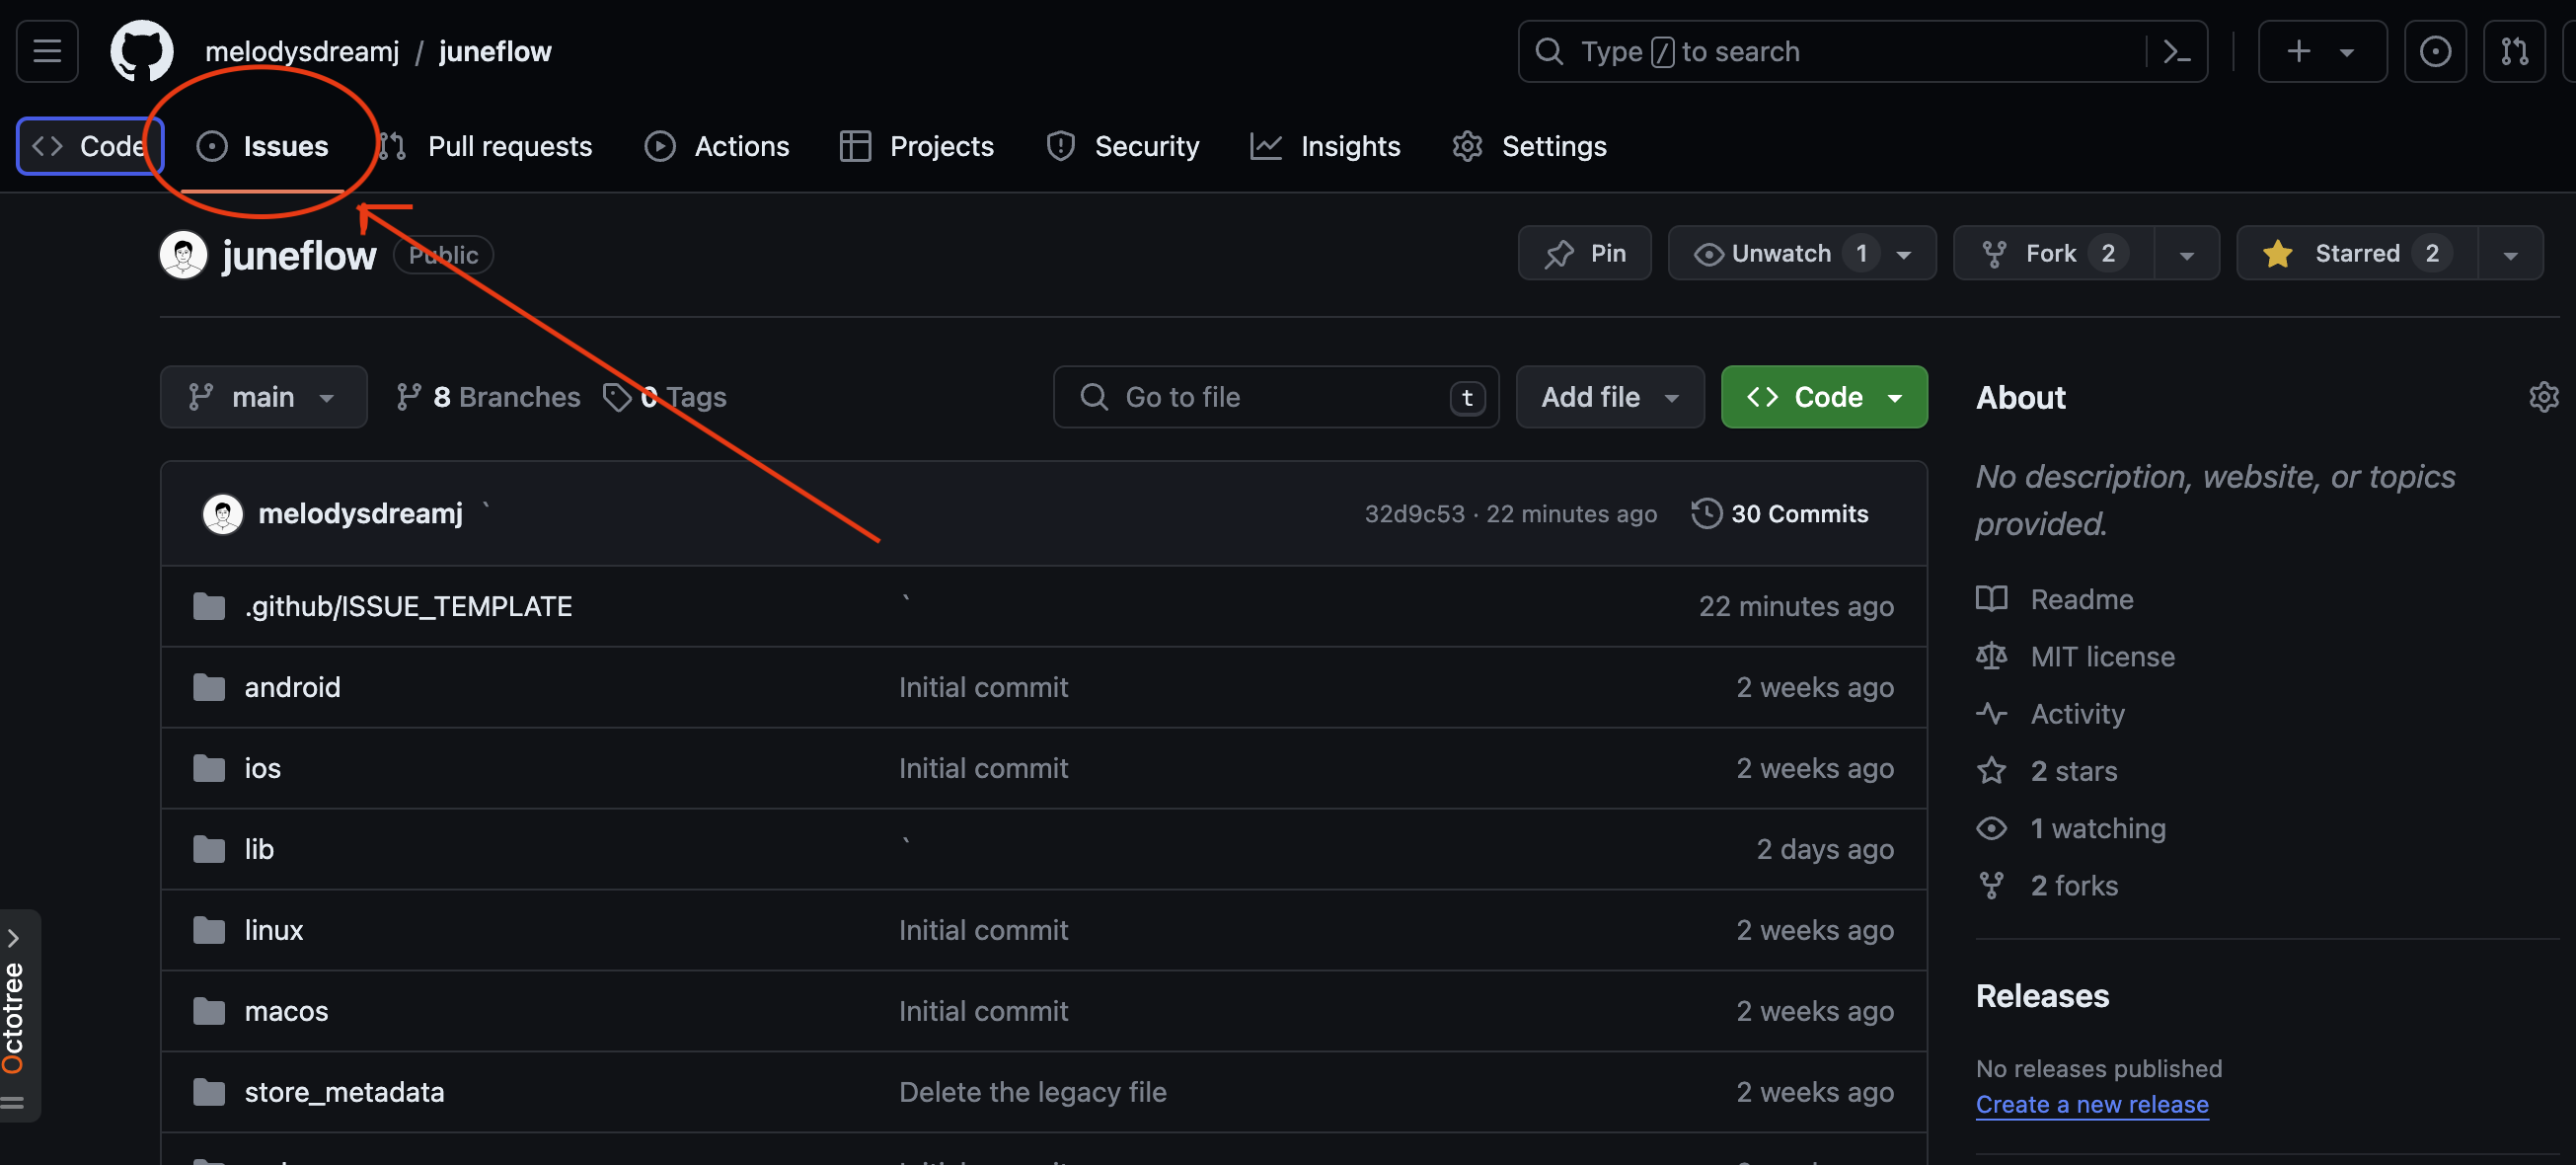 melodysdreamj / juneflow
Type / to search
Code Issues Pull requests Actions Projects Security Insights Settings
juneflow Public
Pin Unwatch 1 Fork 2 Starred 2
main 8 Branches 0 Tags
Go to file t Add file Code
melodysdreamj ` 32d9c53 · 22 minutes ago 30 Commits
.github/ISSUE_TEMPLATE ` 22 minutes ago
android Initial commit 2 weeks ago
ios Initial commit 2 weeks ago
lib ` 2 days ago
linux Initial commit 2 weeks ago
macos Initial commit 2 weeks ago
store_metadata Delete the legacy file 2 weeks ago
About
No description, website, or topics
provided.
Readme
MIT license
Activity
2 stars
1 watching
2 forks
Releases
No releases published
Create a new release
Octotree